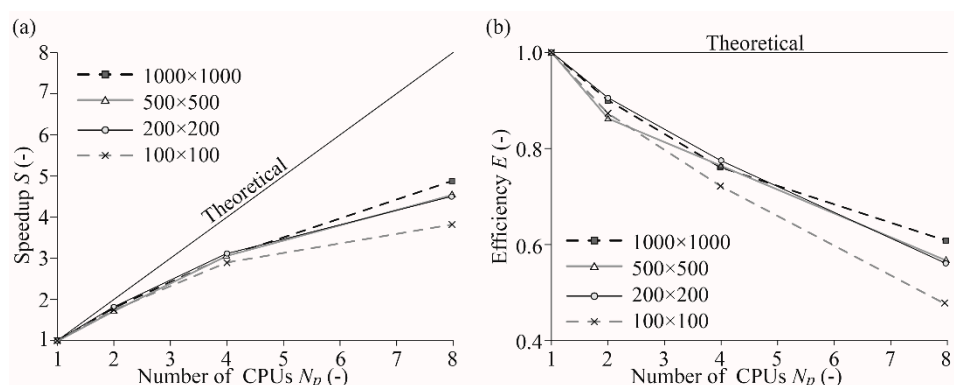 (a)
8
7
6
5
4
3
2
1
Speedup S (-)
1000×1000
500×500
200×200
100×100
Theoretical
1 2 3 4 5 6 7 8
Number of CPUs Np (-)
(b)
Theoretical
1.0
0.8
0.6
0.4
Efficiency E (-)
1000×1000
500×500
200×200
100×100
1 2 3 4 5 6 7 8
Number of CPUs Np (-)